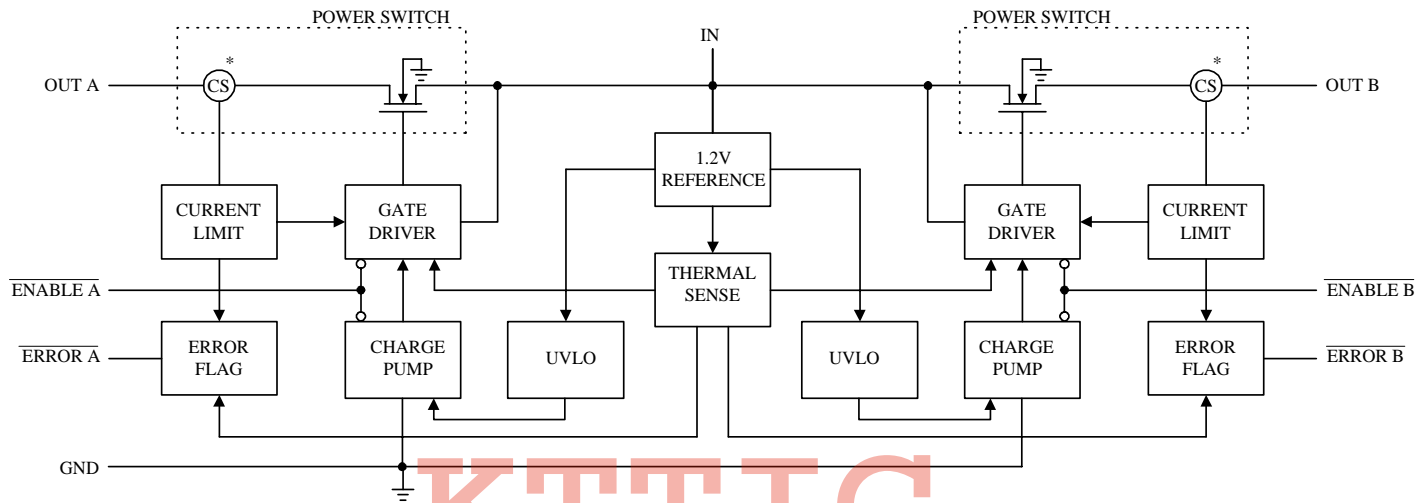 POWER SWITCH
POWER SWITCH
IN
*
*
OUT A
CS
CS
OUT B
1.2V
REFERENCE
CURRENT
LIMIT
GATE
DRIVER
GATE
DRIVER
CURRENT
LIMIT
THERMAL
SENSE
ENABLE A
ENABLE B
ERROR A
ERROR
FLAG
CHARGE
PUMP
UVLO
UVLO
CHARGE
PUMP
ERROR
FLAG
ERROR B
GND